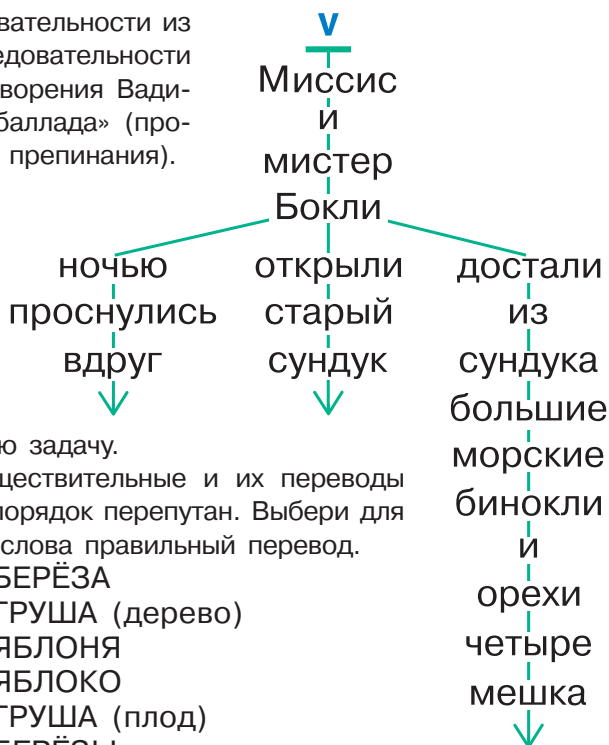 вательности из
едовательности
ворения Вади-
баллада» (про-
препинания).
V
Миссис
и
мистер
Бокли
ночью
проснулись
вдруг
открыли
старый
сундук
достали
из
сундука
большие
морские
бинокли
и
орехи
четыре
мешка
ю задачу.
ществительные и их переводы
порядок перепутан. Выбери для
слова правильный перевод.
БЕРЁЗА
ГРУША (дерево)
ЯБЛОНЯ
ЯБЛОКО
ГРУША (плод)
БЕРЁЗЫ